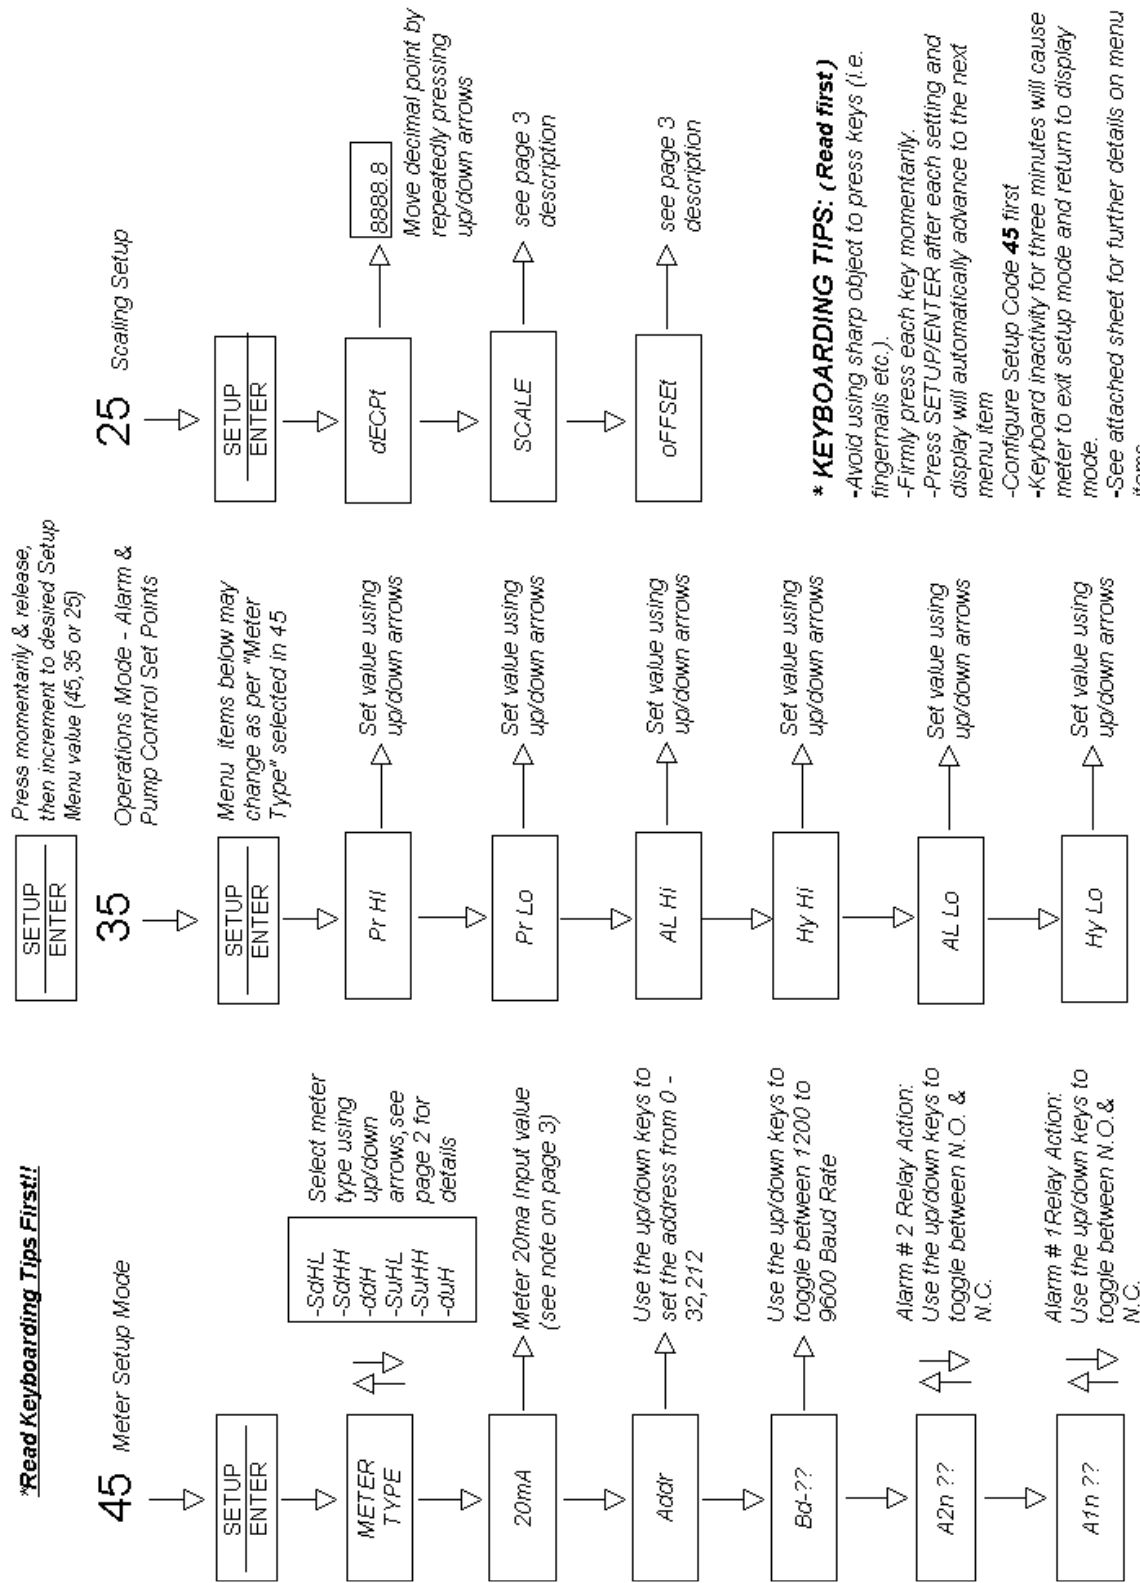 *Read Keyboarding Tips First!!
SETUP
ENTER
Press momentarily & release,
then increment to desired Setup
Menu value (45,35 or 25)
45 Meter Setup Mode
SETUP
ENTER
METER
TYPE
-SdHL
-SdHH
-ddH
-SuHL
-SuHH
-duH
Select meter
type using
up/down
arrows,see
page 2 for
details
20mA
Meter 20ma Input value
(see note on page 3)
Addr
Use the up/down keys to
set the address from 0 -
32,212
Bd-??
Use the up/down keys to
toggle between 1200 to
9600 Baud Rate
A2n ??
Alarm # 2 Relay Action:
Use the up/down keys to
toggle between N.O. &
N.C.
A1n ??
Alarm # 1Relay Action:
Use the up/down keys to
toggle between N.O.&
N.C.
35 Operations Mode - Alarm &
Pump Control Set Points
SETUP
ENTER
Menu items below may
change as per "Meter
Type" selected in 45
Pr Hi
Set value using
up/down arrows
Pr Lo
Set value using
up/down arrows
AL Hi
Set value using
up/down arrows
Hy Hi
Set value using
up/down arrows
AL Lo
Set value using
up/down arrows
Hy Lo
Set value using
up/down arrows
25 Scaling Setup
SETUP
ENTER
dECPt
8888.8
Move decimal point by
repeatedly pressing
up/down arrows
SCALE
see page 3
description
oFFSEt
see page 3
description
* KEYBOARDING TIPS: (Read first)
-Avoid using sharp object to press keys (i.e.
fingernails etc.).
-Firmly press each key momentarily.
-Press SETUP/ENTER after each setting and
display will automatically advance to the next
menu item
-Configure Setup Code 45 first
-Keyboard inactivity for three minutes will cause
meter to exit setup mode and return to display
mode.
-See attached sheet for further details on menu